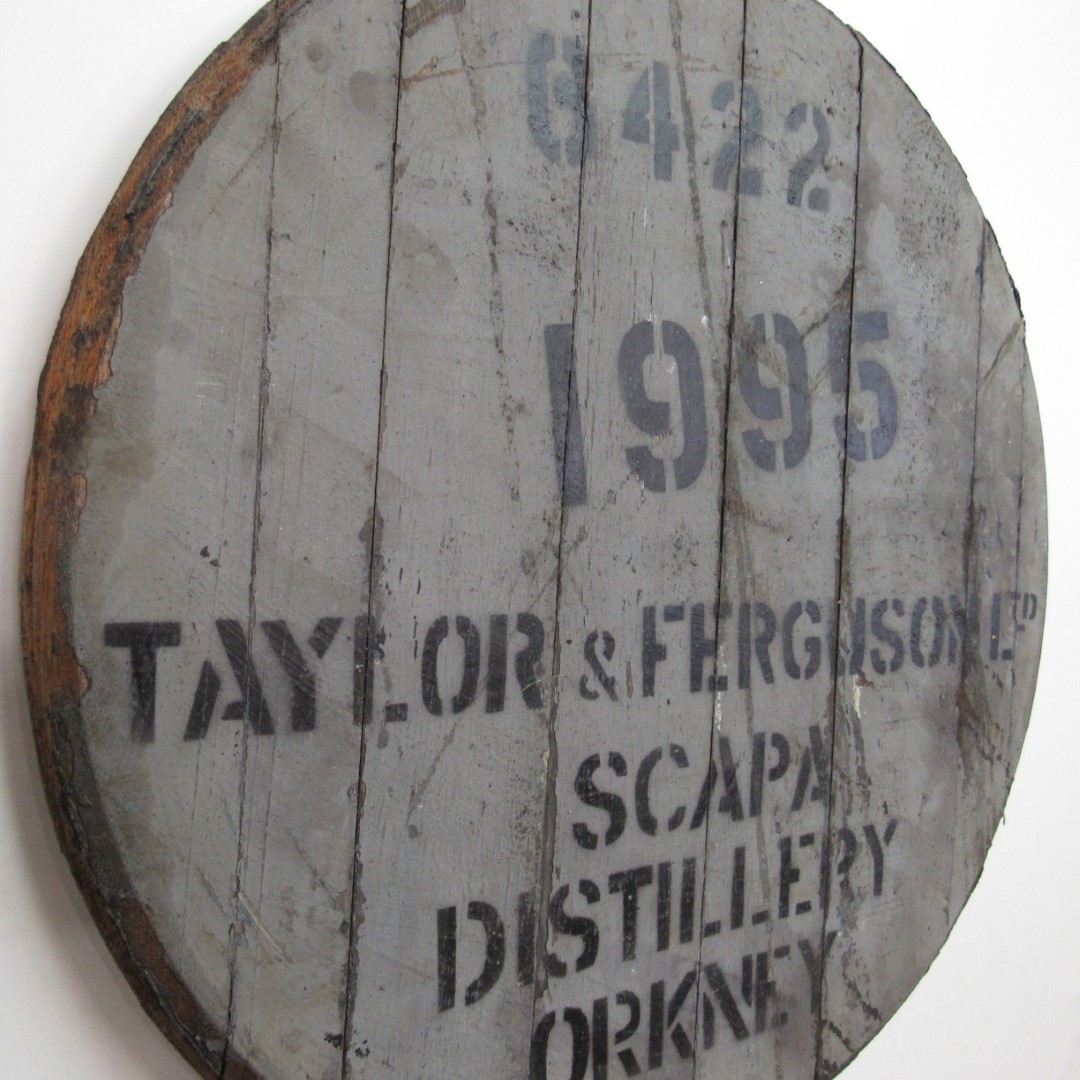 6422
1995
TAYLOR & FERGUSON LTD
SCAPA
DISTILLERY
ORKNEY